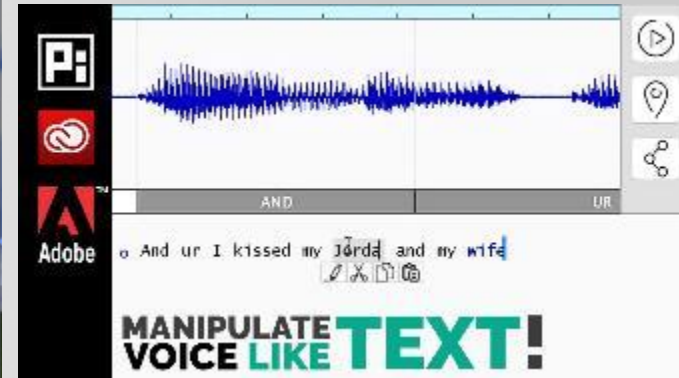 Pi
AND UR
Adobe
And ur I kissed my Jorda and my wife
MANIPULATE
VOICE LIKE TEXT!